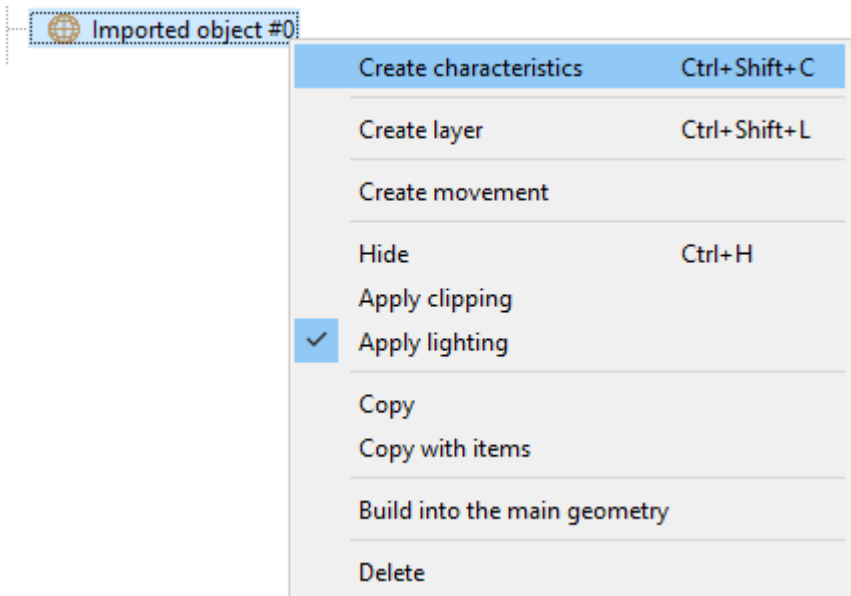 Imported object #0
Create characteristics Ctrl+Shift+C
Create layer Ctrl+Shift+L
Create movement
Hide Ctrl+H
Apply clipping
Apply lighting
Copy
Copy with items
Build into the main geometry
Delete